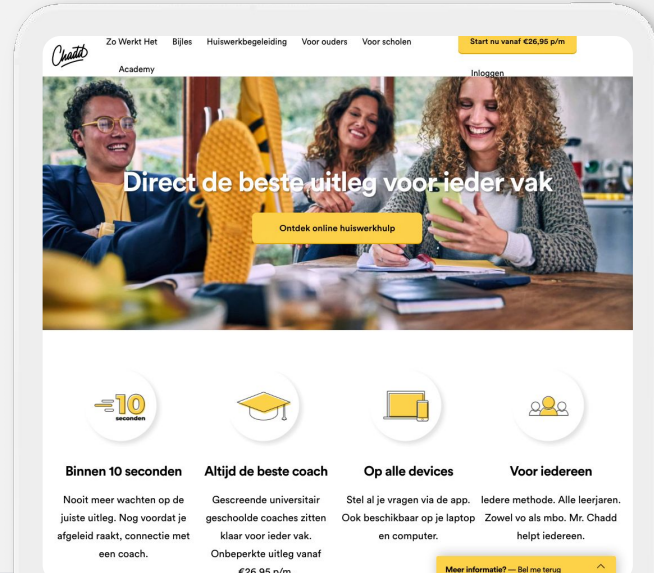 Chadd
Zo Werkt Het Bijles Huiswerkbegeleiding Voor ouders Voor scholen
Start nu vanaf €26,95 p/m
Academy
Inloggen
Direct de beste uitleg voor ieder vak
Ontdek online huiswerkhulp
10
seconden
Binnen 10 seconden
Nooit meer wachten op de
juiste uitleg. Nog voordat je
afgeleid raakt, connectie met
een coach.
Altijd de beste coach
Gescreende universitair
geschoolde coaches zitten
klaar voor ieder vak.
Onbeperkte uitleg vanaf
€26,95 p/m
Op alle devices
Stel al je vragen via de app.
Ook beschikbaar op je laptop
en computer.
Voor iedereen
Iedere methode. Alle leerjaren.
Zowel vo als mbo. Mr. Chadd
helpt iedereen.
Meer informatie? — Bel me terug